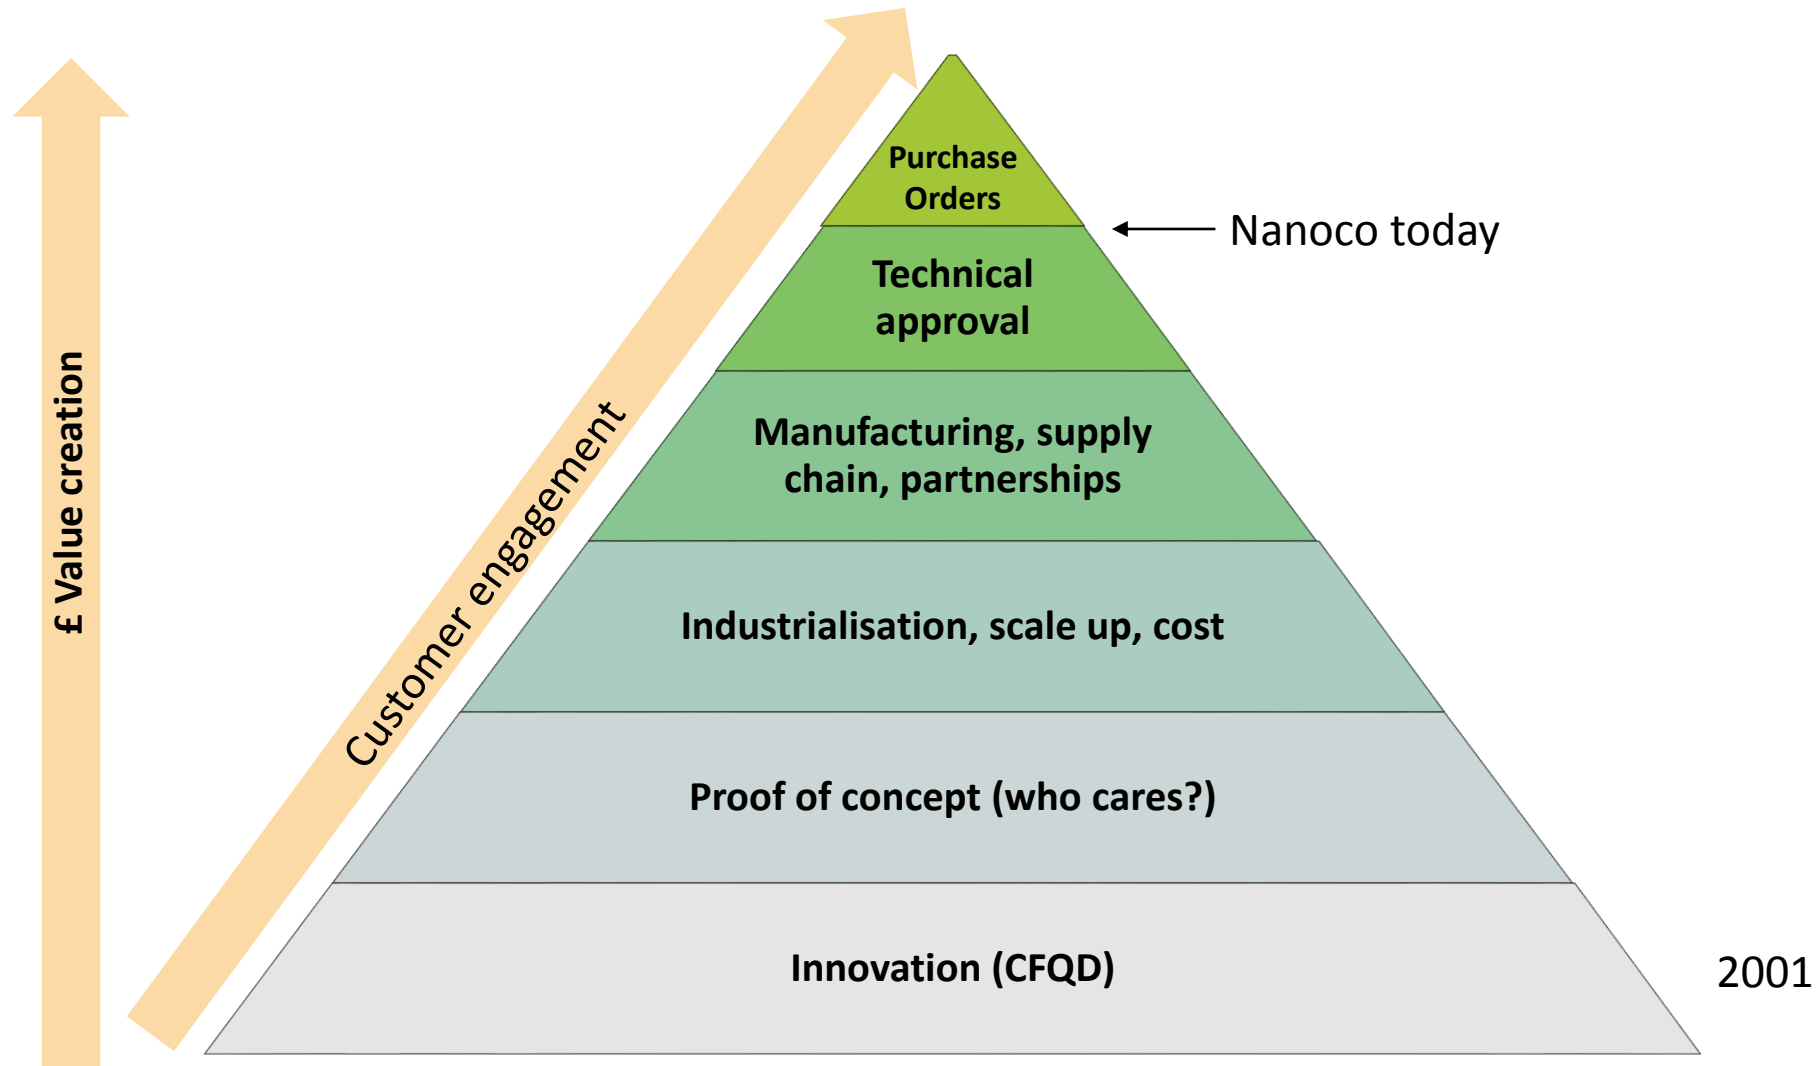 £ Value creation
Customer engagement
Purchase
Orders
Nanoco today
Technical
approval
Manufacturing, supply
chain, partnerships
Industrialisation, scale up, cost
Proof of concept (who cares?)
Innovation (CFQD)
2001